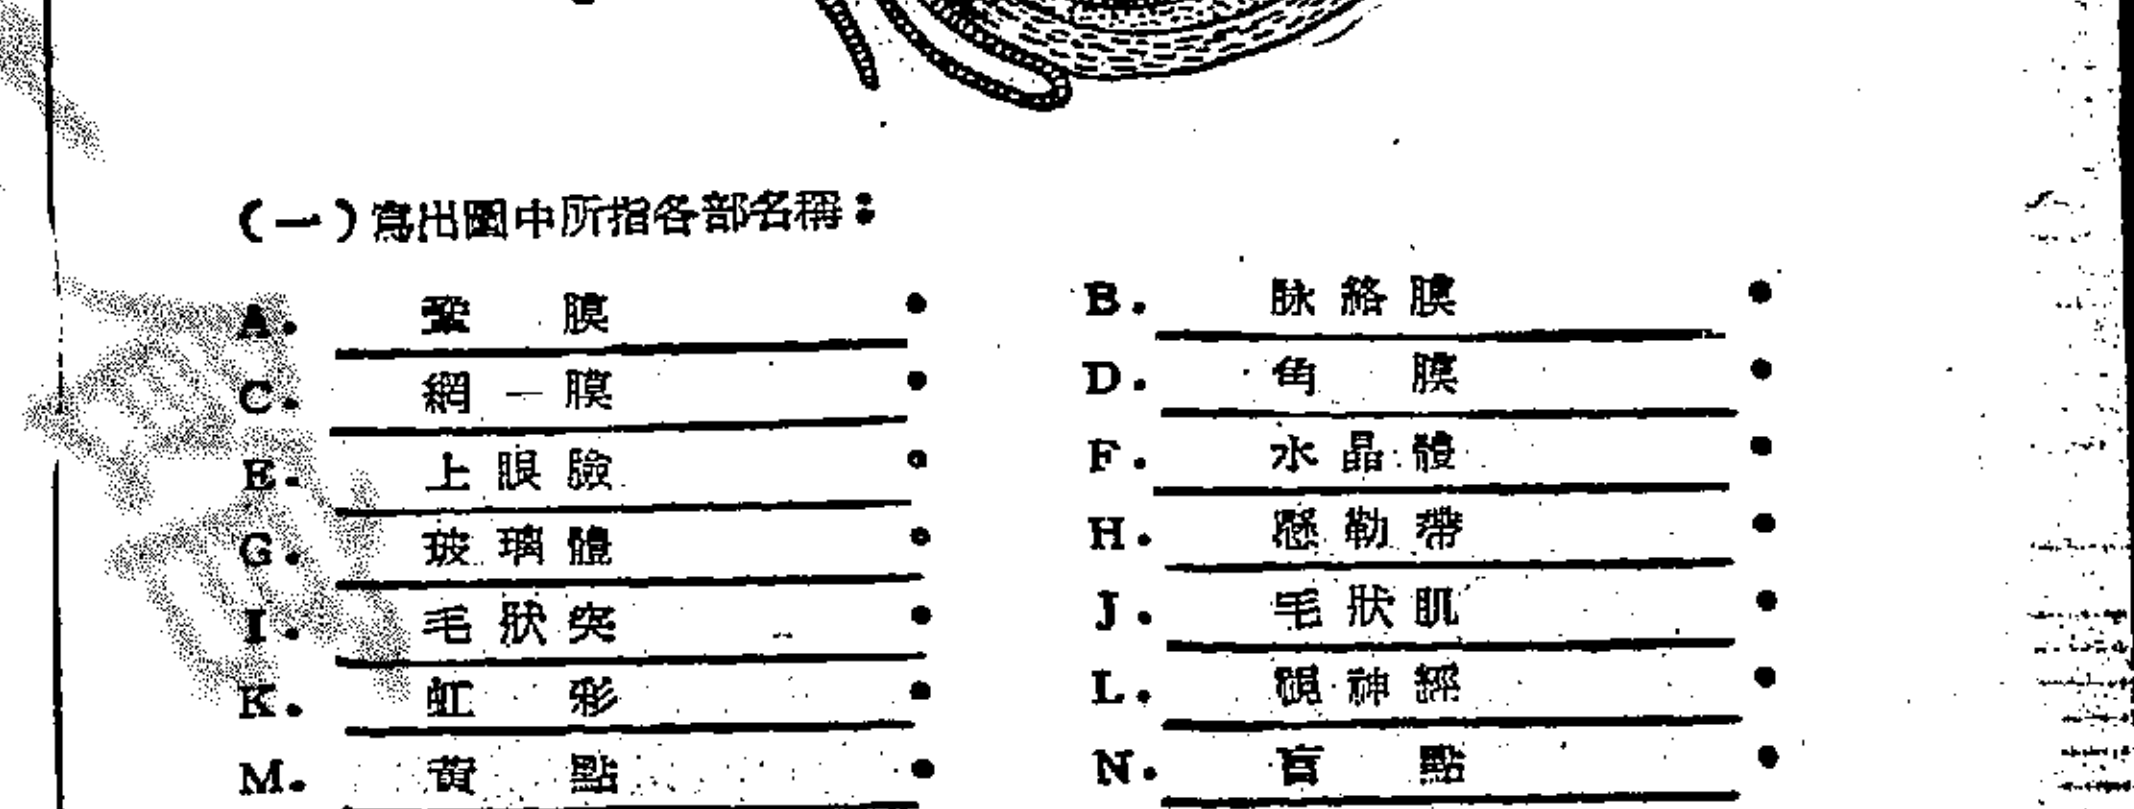 (一)寫出圖中所指各部名稱:
A. 鞏膜. B. 脉絡膜.
C. 網膜. D. 角膜.
E. 上眼瞼. F. 水晶體.
G. 玻璃體. H. 懸勒帶.
I. 毛狀突. J. 毛狀肌.
K. 虹彩. L. 視神經.
M. 黃點. N. 盲點.